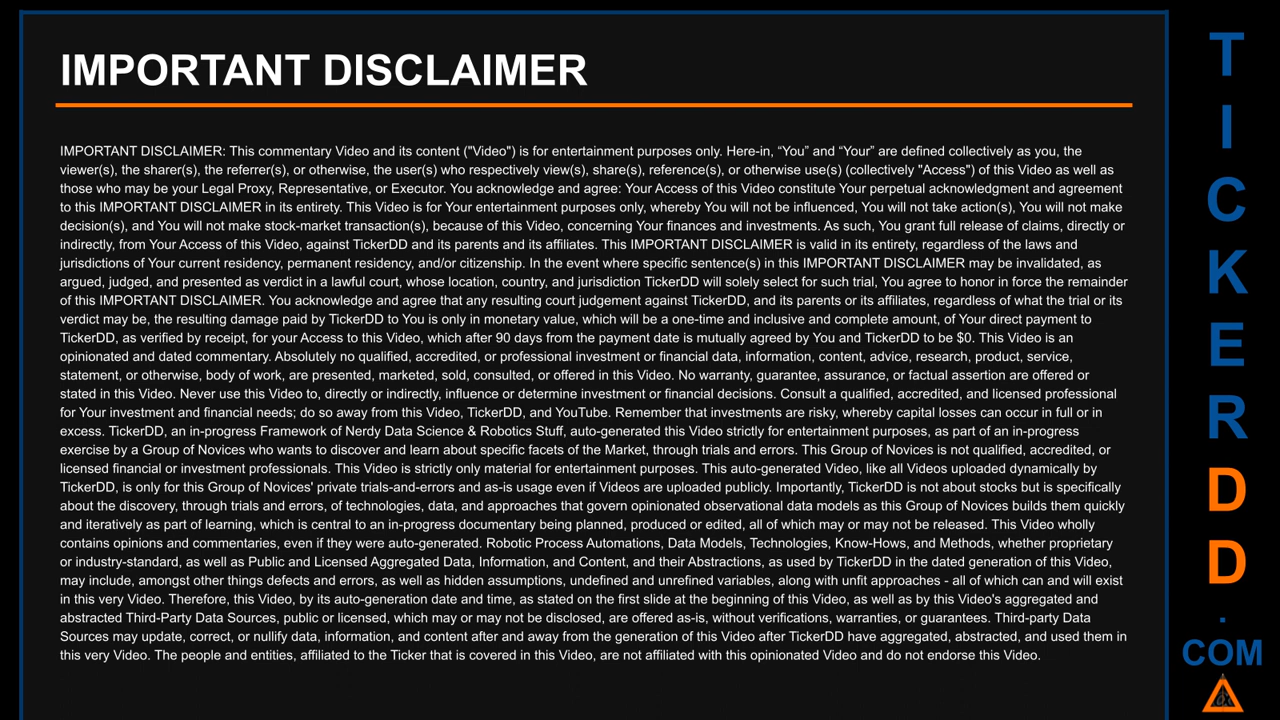 IMPORTANT DISCLAIMER
IMPORTANT DISCLAIMER: This commentary Video and its content ("Video") is for entertainment purposes only. Here-in, “You” and “Your” are defined collectively as you, the
viewer(s), the sharer(s), the referrer(s), or otherwise, the user(s) who respectively view(s), share(s), reference(s), or otherwise use(s) (collectively "Access") of this Video as well as
those who may be your Legal Proxy, Representative, or Executor. You acknowledge and agree: Your Access of this Video constitute Your perpetual acknowledgment and agreement
to this IMPORTANT DISCLAIMER in its entirety. This Video is for Your entertainment purposes only, whereby You will not be influenced, You will not take action(s), You will not make
decision(s), and You will not make stock-market transaction(s), because of this Video, concerning Your finances and investments. As such, You grant full release of claims, directly or
indirectly, from Your Access of this Video, against TickerDD and its parents and its affiliates. This IMPORTANT DISCLAIMER is valid in its entirety, regardless of the laws and
jurisdictions of Your current residency, permanent residency, and/or citizenship. In the event where specific sentence(s) in this IMPORTANT DISCLAIMER may be invalidated, as
argued, judged, and presented as verdict in a lawful court, whose location, country, and jurisdiction TickerDD will solely select for such trial, You agree to honor in force the remainder
of this IMPORTANT DISCLAIMER. You acknowledge and agree that any resulting court judgement against TickerDD, and its parents or its affiliates, regardless of what the trial or its
verdict may be, the resulting damage paid by TickerDD to You is only in monetary value, which will be a one-time and inclusive and complete amount, of Your direct payment to
TickerDD, as verified by receipt, for your Access to this Video, which after 90 days from the payment date is mutually agreed by You and TickerDD to be $0. This Video is an
opinionated and dated commentary. Absolutely no qualified, accredited, or professional investment or financial data, information, content, advice, research, product, service,
statement, or otherwise, body of work, are presented, marketed, sold, consulted, or offered in this Video. No warranty, guarantee, assurance, or factual assertion are offered or
stated in this Video. Never use this Video to, directly or indirectly, influence or determine investment or financial decisions. Consult a qualified, accredited, and licensed professional
for Your investment and financial needs; do so away from this Video, TickerDD, and YouTube. Remember that investments are risky, whereby capital losses can occur in full or in
excess. TickerDD, an in-progress Framework of Nerdy Data Science & Robotics Stuff, auto-generated this Video strictly for entertainment purposes, as part of an in-progress
exercise by a Group of Novices who wants to discover and learn about specific facets of the Market, through trials and errors. This Group of Novices is not qualified, accredited, or
licensed financial or investment professionals. This Video is strictly only material for entertainment purposes. This auto-generated Video, like all Videos uploaded dynamically by
TickerDD, is only for this Group of Novices' private trials-and-errors and as-is usage even if Videos are uploaded publicly. Importantly, TickerDD is not about stocks but is specifically
about the discovery, through trials and errors, of technologies, data, and approaches that govern opinionated observational data models as this Group of Novices builds them quickly
and iteratively as part of learning, which is central to an in-progress documentary being planned, produced or edited, all of which may or may not be released. This Video wholly
contains opinions and commentaries, even if they were auto-generated. Robotic Process Automations, Data Models, Technologies, Know-Hows, and Methods, whether proprietary
or industry-standard, as well as Public and Licensed Aggregated Data, Information, and Content, and their Abstractions, as used by TickerDD in the dated generation of this Video,
may include, amongst other things defects and errors, as well as hidden assumptions, undefined and unrefined variables, along with unfit approaches - all of which can and will exist
in this very Video. Therefore, this Video, by its auto-generation date and time, as stated on the first slide at the beginning of this Video, as well as by this Video's aggregated and
abstracted Third-Party Data Sources, public or licensed, which may or may not be disclosed, are offered as-is, without verifications, warranties, or guarantees. Third-party Data
Sources may update, correct, or nullify data, information, and content after and away from the generation of this Video after TickerDD have aggregated, abstracted, and used them in
this very Video. The people and entities, affiliated to the Ticker that is covered in this Video, are not affiliated with this opinionated Video and do not endorse this Video.
T
I
C
K
E
R
D
D
.
COM